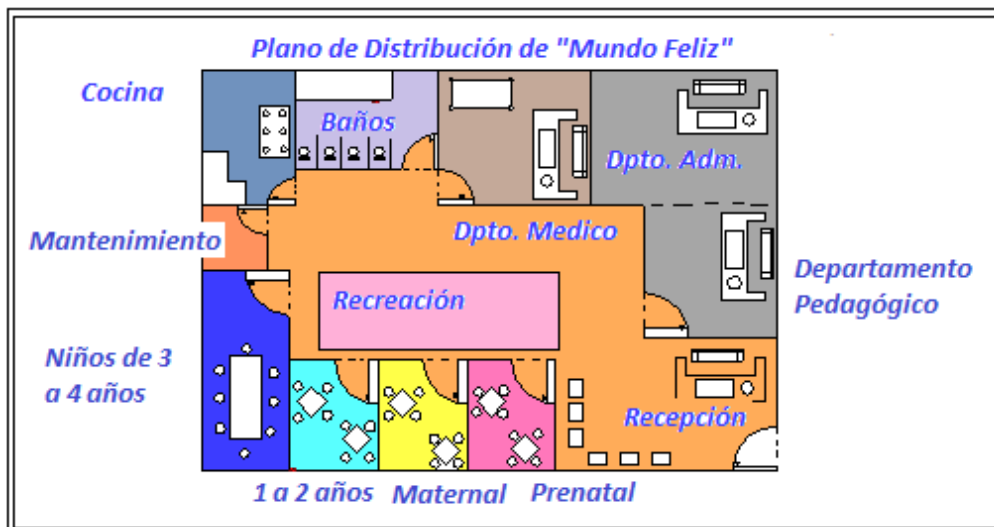 Plano de Distribución de "Mundo Feliz"
Cocina
Baños
Dpto. Adm.
Mantenimiento
Dpto. Medico
Departamento
Pedagógico
Recreación
Niños de 3
a 4 años
Recepción
1 a 2 años
Maternal
Prenatal